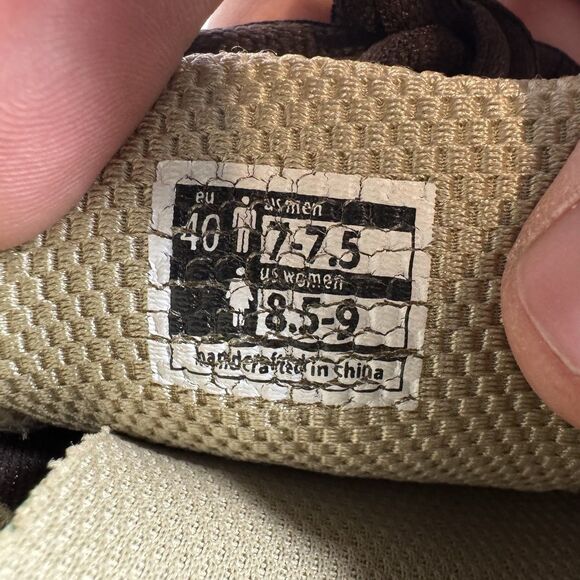 eu
40
us men
7-7.5
us women
8.5-9
handcrafted in china